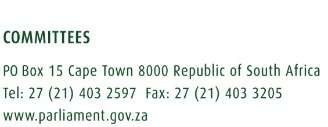 COMMITTEES
PO Box 15 Cape Town 8000 Republic of South Africa
Tel: 27 (21) 403 2597 Fax: 27 (21) 403 3205
www.parliament.gov.za